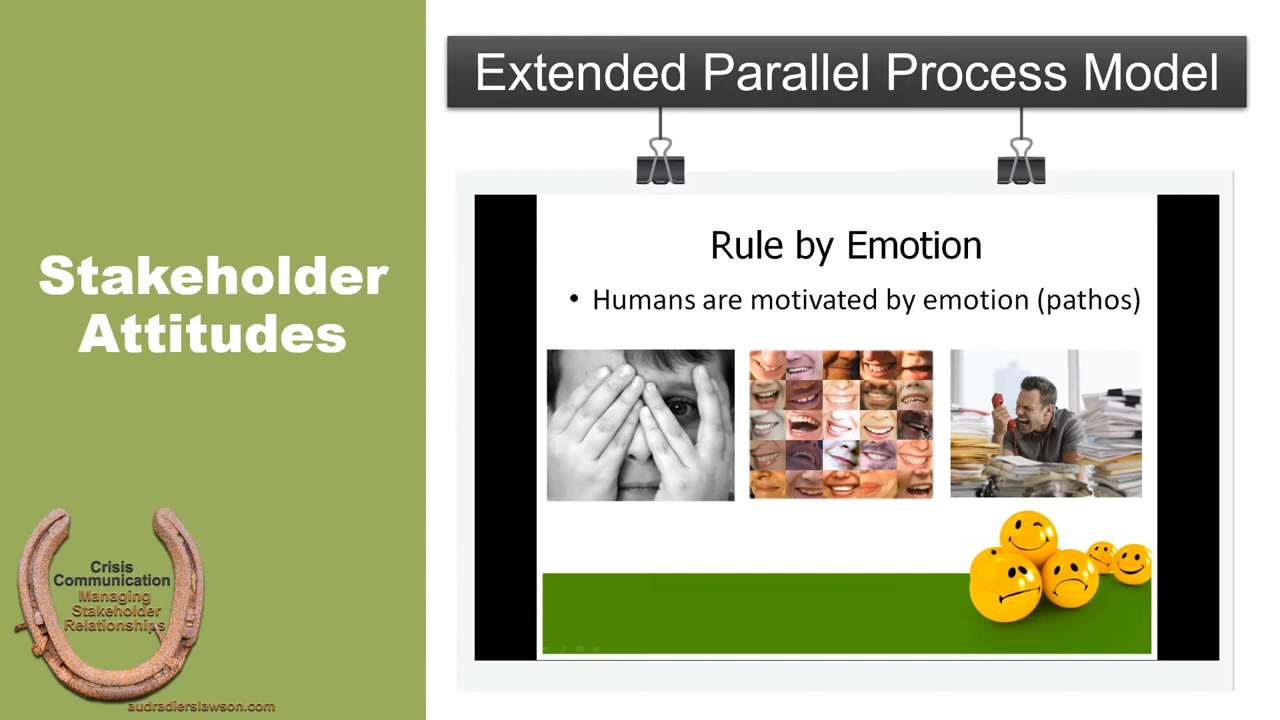 Extended Parallel Process Model
Stakeholder
Attitudes
Rule by Emotion
• Humans are motivated by emotion (pathos)
Crisis
Communication
Managing
Stakeholder
Relationships
audradierslawson.com